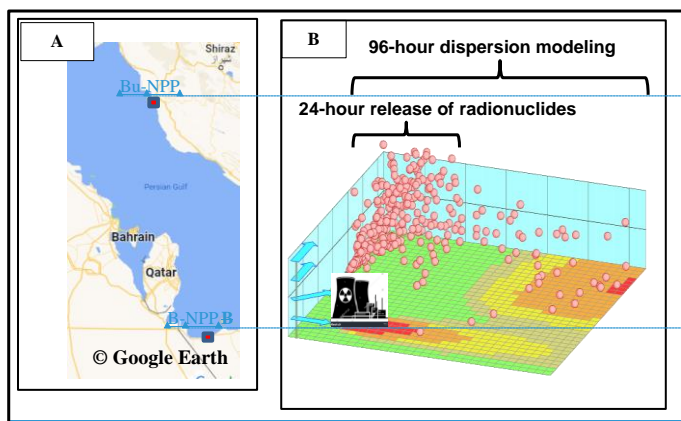 A
Shiraz
شیراز
Bu-NPP
Persian Gulf
Bahrain
Qatar
B-NPP B
© Google Earth
B
96-hour dispersion modeling
24-hour release of radionuclides